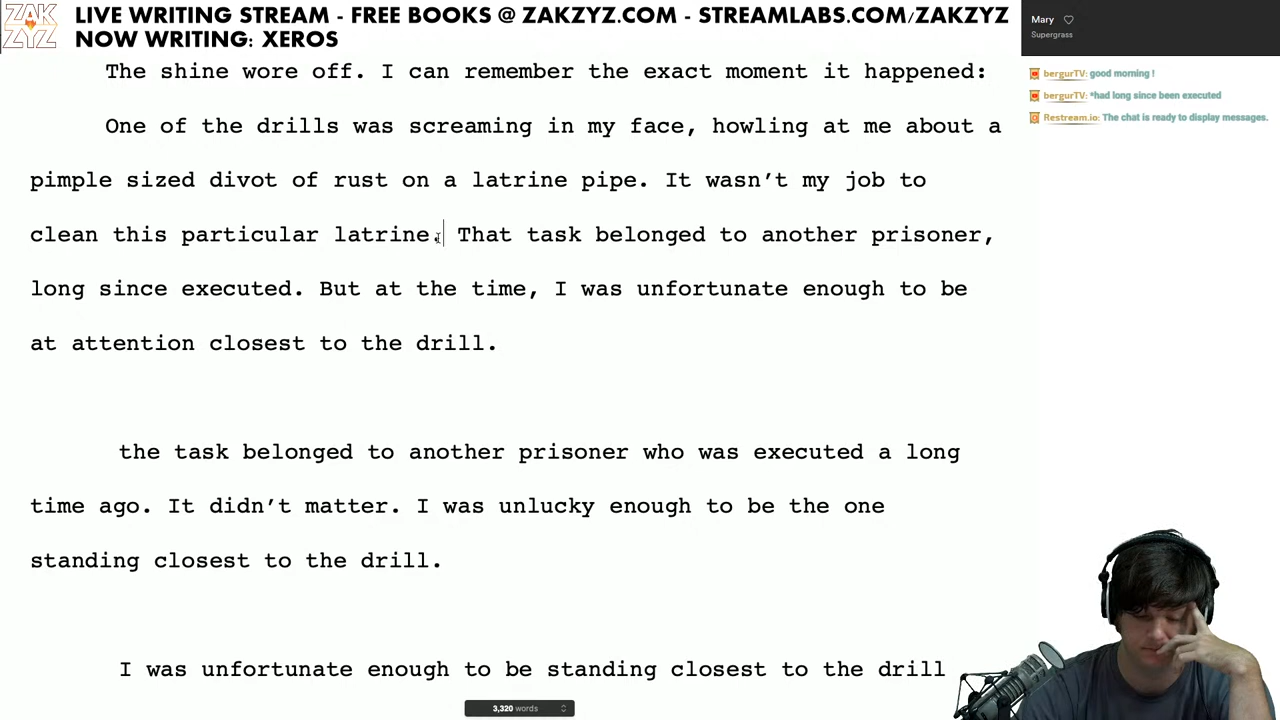 ZAK
ZYZ
LIVE WRITING STREAM - FREE BOOKS @ ZAKZYZ.COM - STREAMLABS.COM/ZAKZYZ
NOW WRITING: XEROS
Mary
Supergrass
bergurTV: good morning !
bergurTV: *had long since been executed
Restream.io: The chat is ready to display messages.
The shine wore off. I can remember the exact moment it happened:
One of the drills was screaming in my face, howling at me about a
pimple sized divot of rust on a latrine pipe. It wasn’t my job to
clean this particular latrine. That task belonged to another prisoner,
long since executed. But at the time, I was unfortunate enough to be
at attention closest to the drill.
the task belonged to another prisoner who was executed a long
time ago. It didn’t matter. I was unlucky enough to be the one
standing closest to the drill.
I was unfortunate enough to be standing closest to the drill
3,320 words